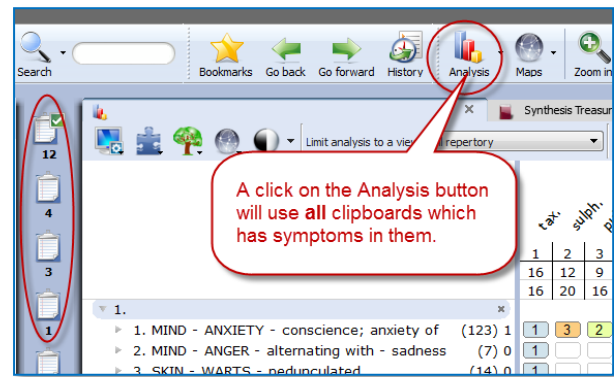 Search
Bookmarks Go back Go forward History Analysis Maps Zoom in
Synthesis Treasur
Limit analysis to a vie
repertory
12
4
3
1
A click on the Analysis button
will use all clipboards which
has symptoms in them.
tax. sulph.
1 2 3
16 12 9
16 20 16
1.
1. MIND - ANXIETY - conscience; anxiety of (123) 1 1 3 2
2. MIND - ANGER - alternating with - sadness (7) 0 1
3. SKIN - WARTS - pedunculated (14) 0 1